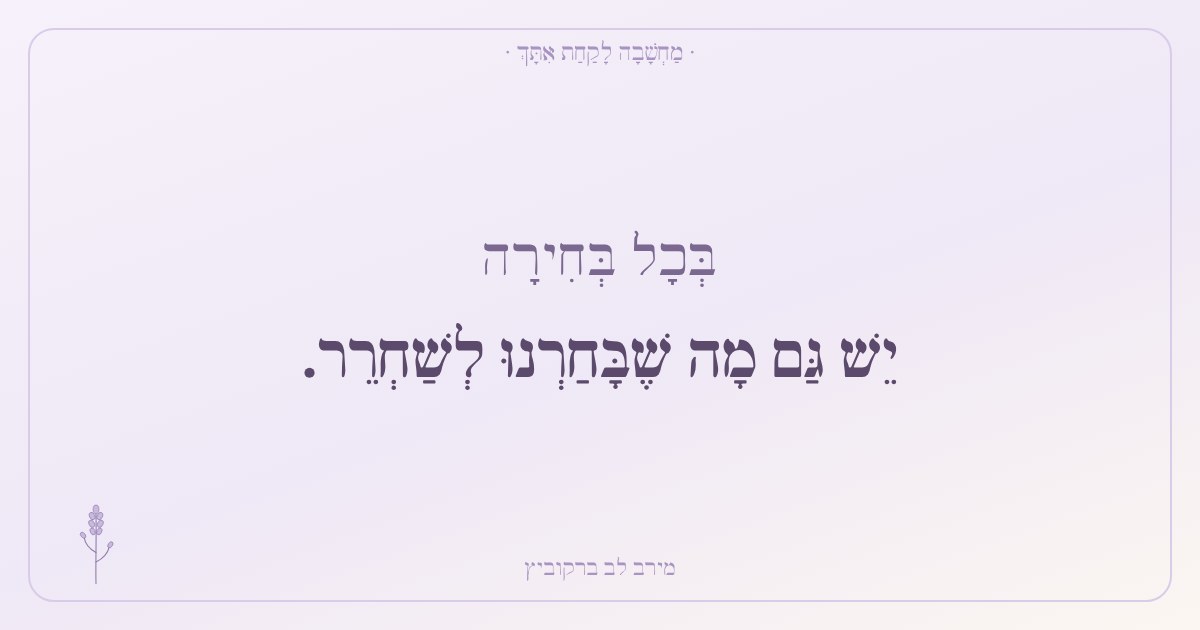 · מַחְשָׁבָה לָקַחַת אִתָּךְ ·
בְּכָל בְּחִירָה
יֵשׁ גַּם מָה שֶׁבָּחַרְנוּ לְשַׁחְרֵר.
מירב לב ברקוביץ